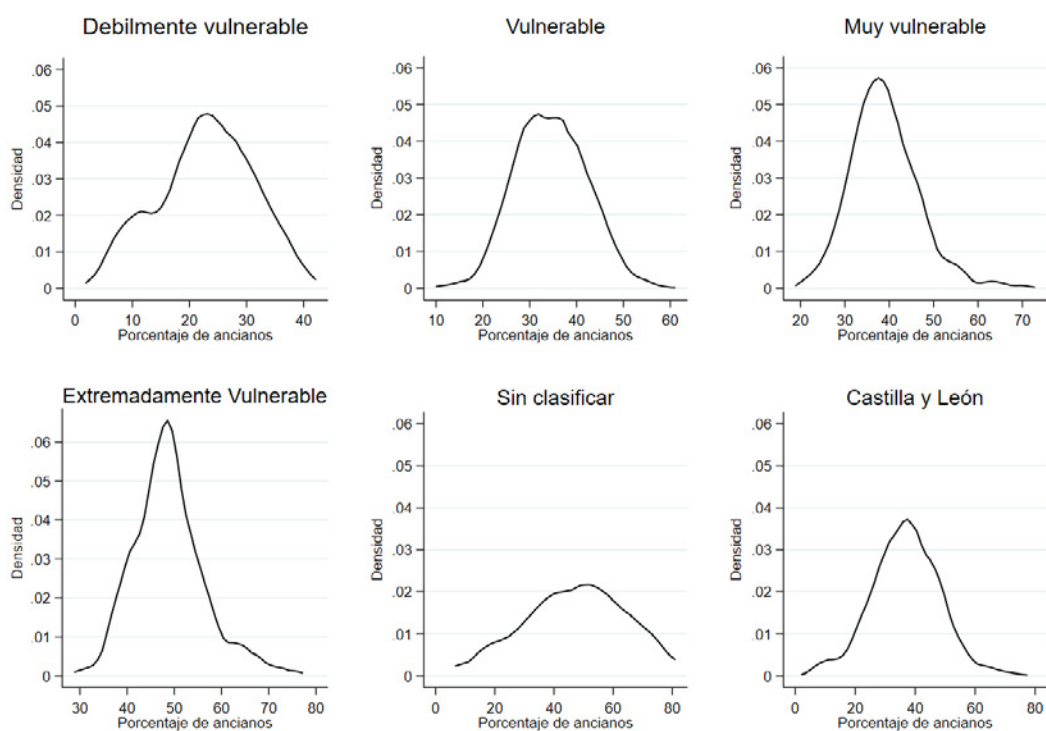 Debilmente vulnerable
.06
.05
.04
.03
.02
.01
0
Densidad
0 10 20 30 40
Porcentaje de ancianos
Vulnerable
.06
.05
.04
.03
.02
.01
0
Densidad
10 20 30 40 50 60
Porcentaje de ancianos
Muy vulnerable
.06
.05
.04
.03
.02
.01
0
Densidad
20 30 40 50 60 70
Porcentaje de ancianos
Extremadamente Vulnerable
.06
.05
.04
.03
.02
.01
0
Densidad
30 40 50 60 70 80
Porcentaje de ancianos
Sin clasificar
.06
.05
.04
.03
.02
.01
0
Densidad
0 20 40 60 80
Porcentaje de ancianos
Castilla y León
.06
.05
.04
.03
.02
.01
0
Densidad
0 20 40 60 80
Porcentaje de ancianos